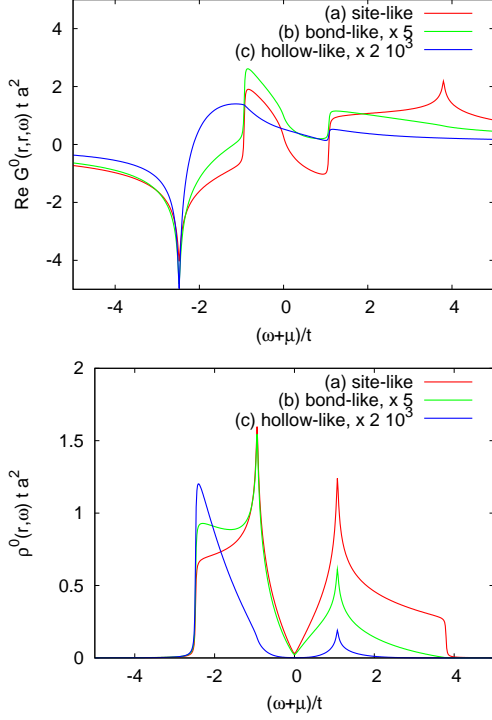 (a) site-like
(b) bond-like, x 5
(c) hollow-like, x 2 10³
4
2
0
-2
-4
Re G⁰(r,r,ω) t a²
-4 -2 0 2 4
(ω+μ)/t
(a) site-like
(b) bond-like, x 5
(c) hollow-like, x 2 10³
2
1.5
1
0.5
0
ρ⁰(r,ω) t a²
-4 -2 0 2 4
(ω+μ)/t